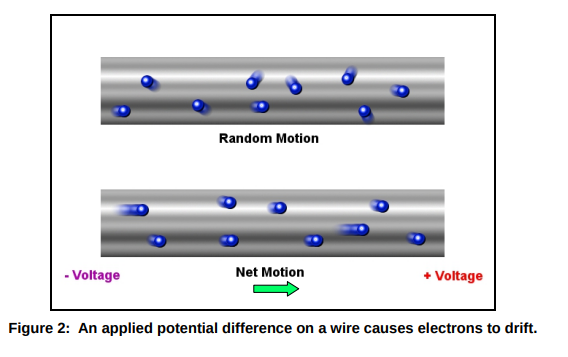 Random Motion
- Voltage
Net Motion
+ Voltage
Figure 2:  An applied potential difference on a wire causes electrons to drift.